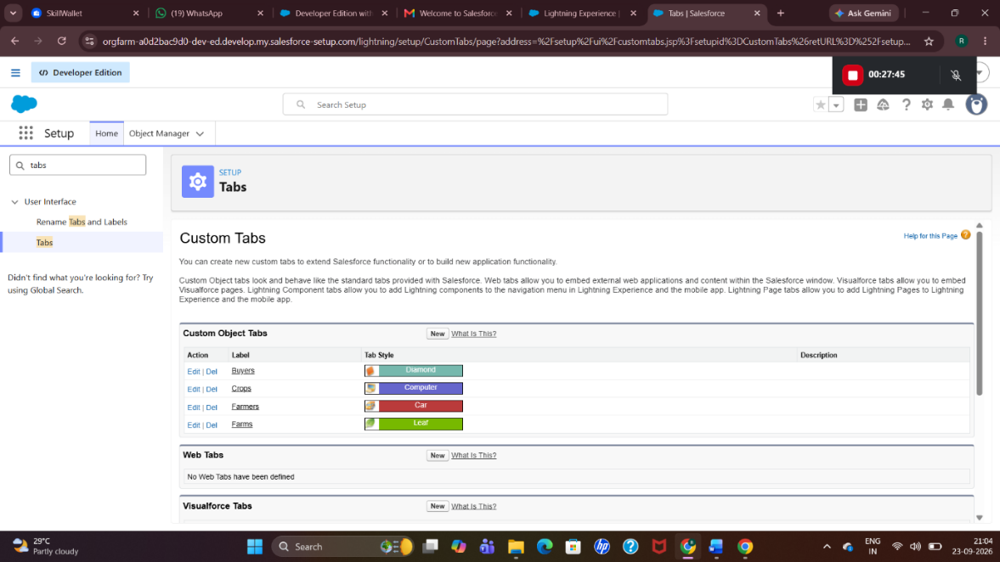 SkillWallet
(19) WhatsApp
Developer Edition with
Welcome to Salesforce
Lightning Experience |
Tabs | Salesforce
Ask Gemini
orgfarm-a0d2bac9d0-dev-ed.develop.my.salesforce-setup.com/lightning/setup/CustomTabs/page?address=%2Fsetup%2Fui%2Fcustomtabs.jsp%3Fsetupid%3DCustomTabs%26retURL%3D%252Fsetup...
R
Developer Edition
00:27:45
Search Setup
Setup
Home
Object Manager
tabs
User Interface
Rename Tabs and Labels
Tabs
Didn't find what you're looking for? Try
using Global Search.
SETUP
Tabs
Custom Tabs
Help for this Page
You can create new custom tabs to extend Salesforce functionality or to build new application functionality.
Custom Object tabs look and behave like the standard tabs provided with Salesforce. Web tabs allow you to embed external web applications and content within the Salesforce window. Visualforce tabs allow you to embed
Visualforce pages. Lightning Component tabs allow you to add Lightning components to the navigation menu in Lightning Experience and the mobile app. Lightning Page tabs allow you to add Lightning Pages to Lightning
Experience and the mobile app.
Custom Object Tabs New What Is This?
Action Label Tab Style Description
Edit | Del Buyers Diamond
Edit | Del Crops Computer
Edit | Del Farmers Car
Edit | Del Farms Leaf
Web Tabs New What Is This?
No Web Tabs have been defined
Visualforce Tabs New What Is This?
29°C
Partly cloudy
Search
ENG
IN
21:04
23-09-2026